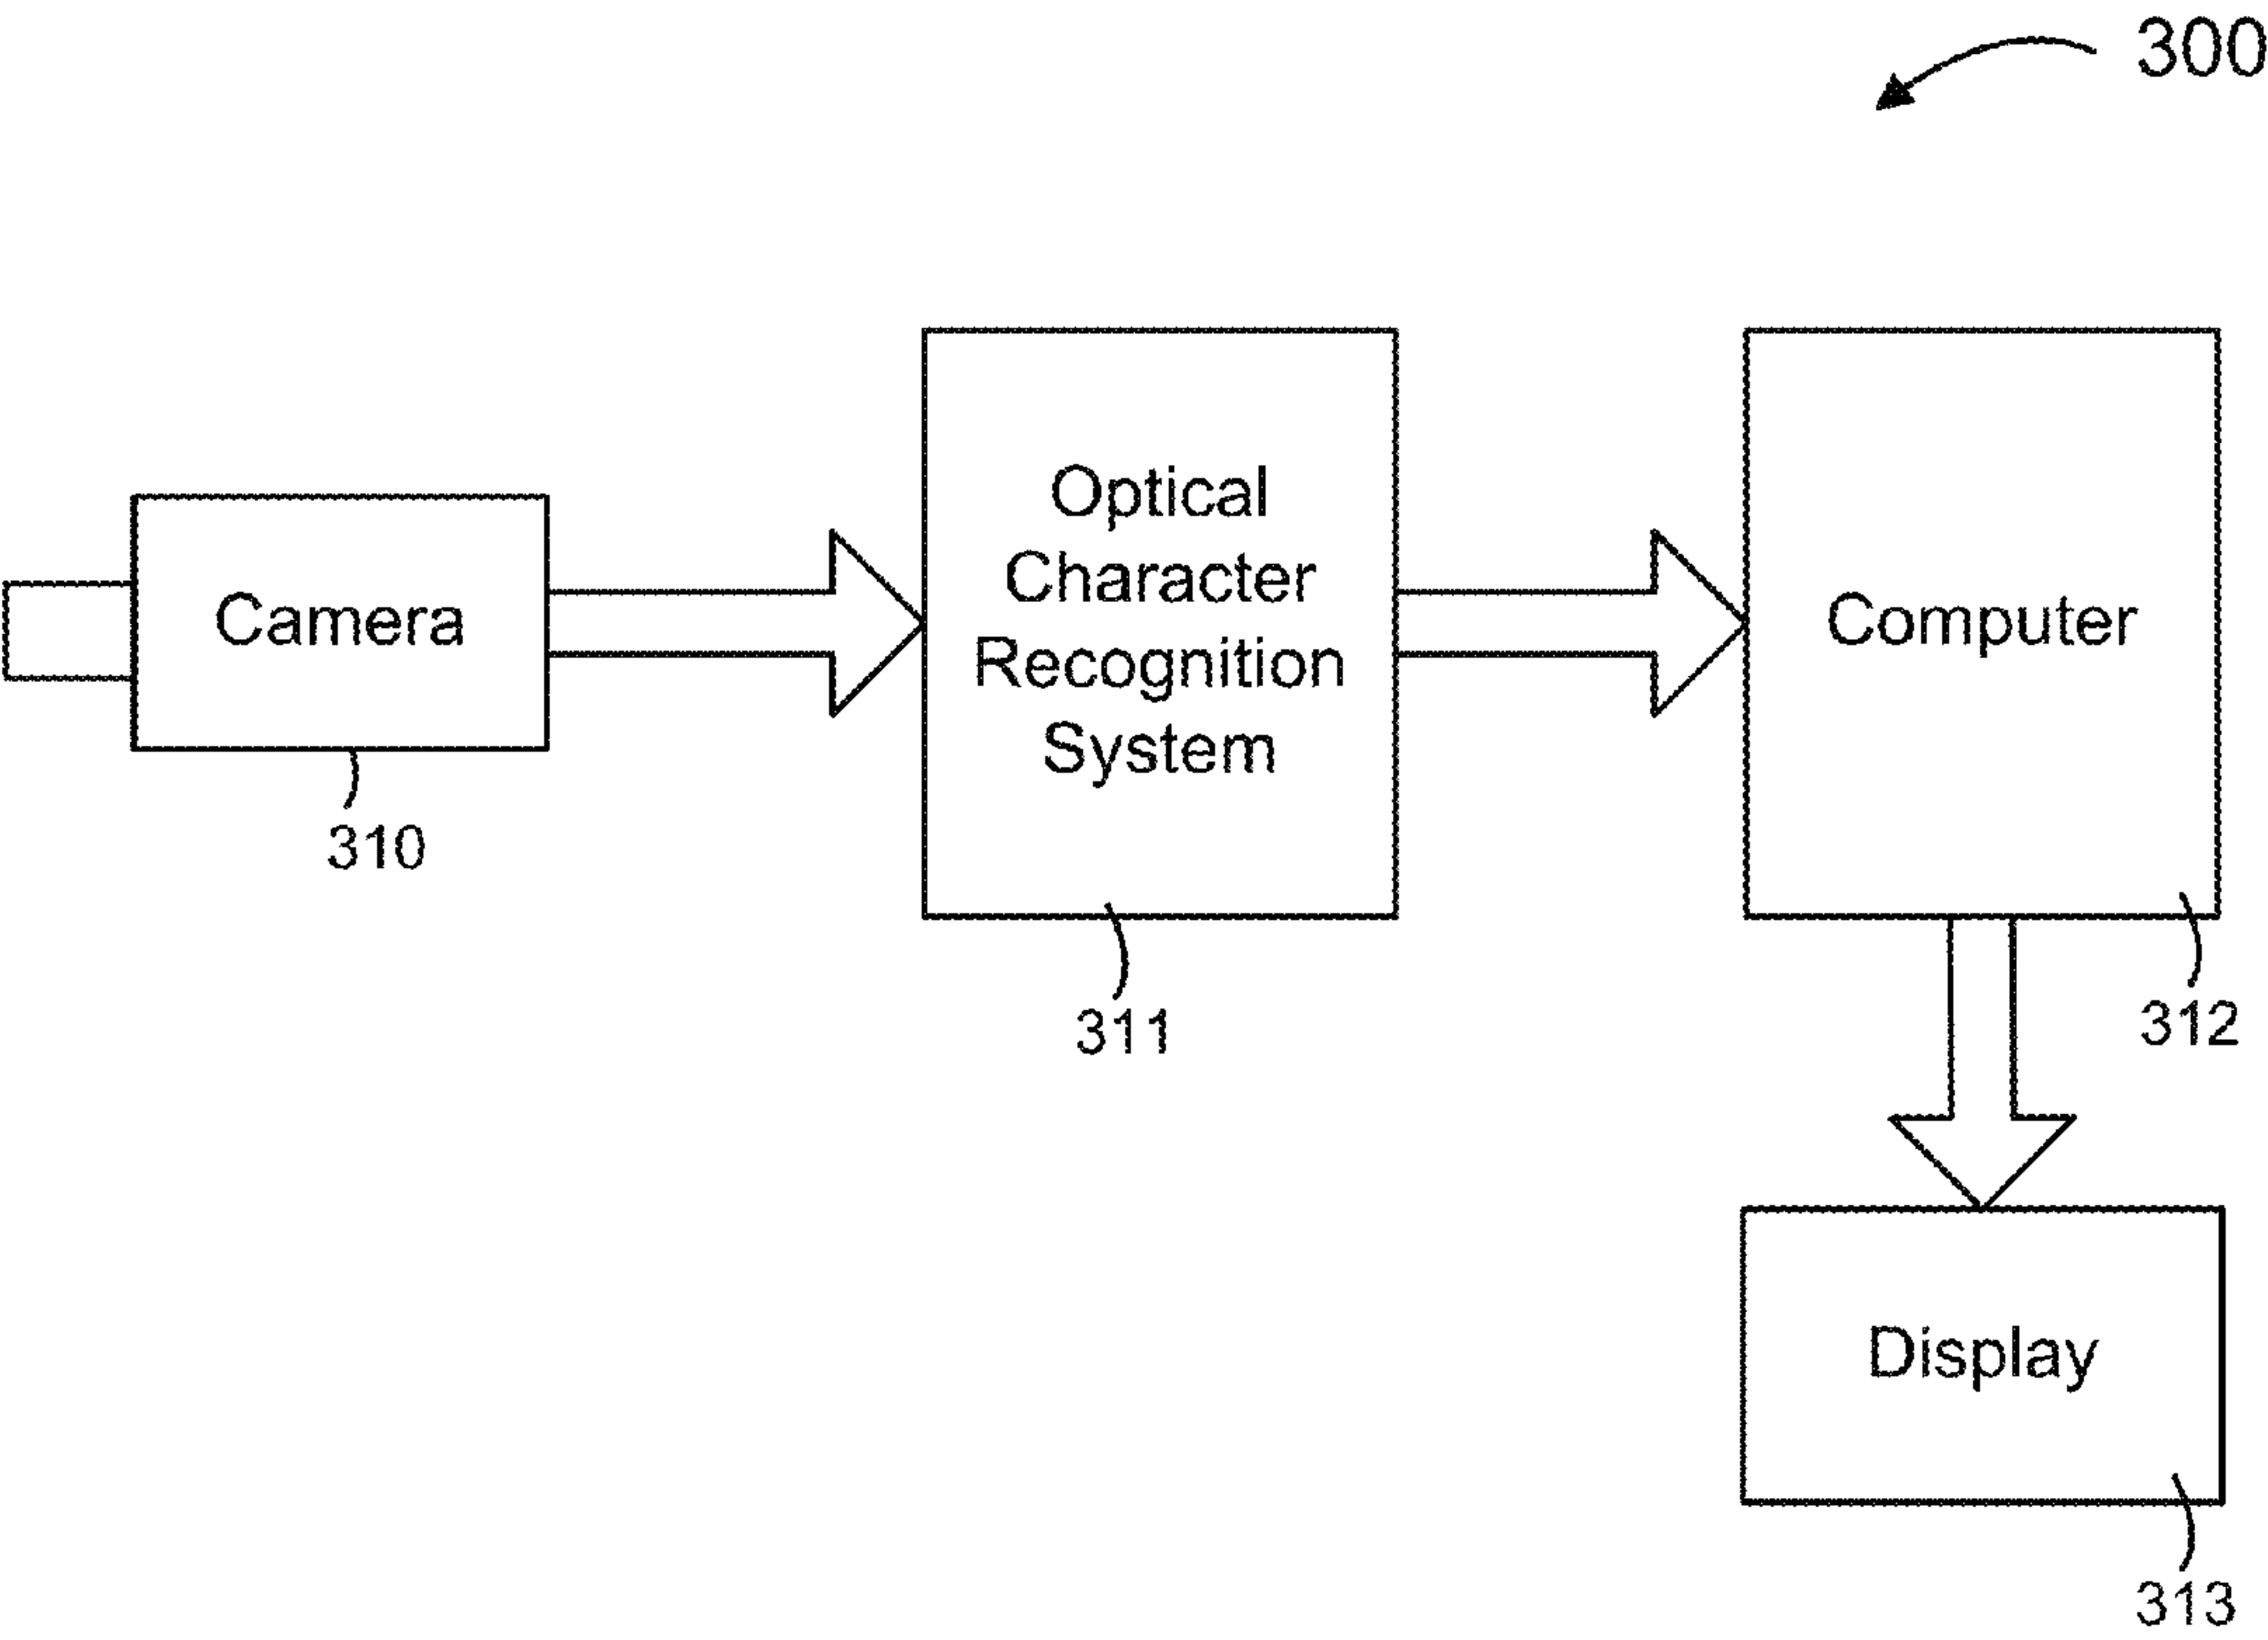 300
Camera
310
Optical
Character
Recognition
System
311
Computer
312
Display
313